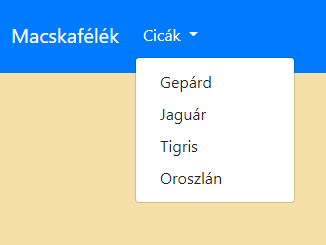 Macskafélék Cicák
Gepárd
Jaguár
Tigris
Oroszlán